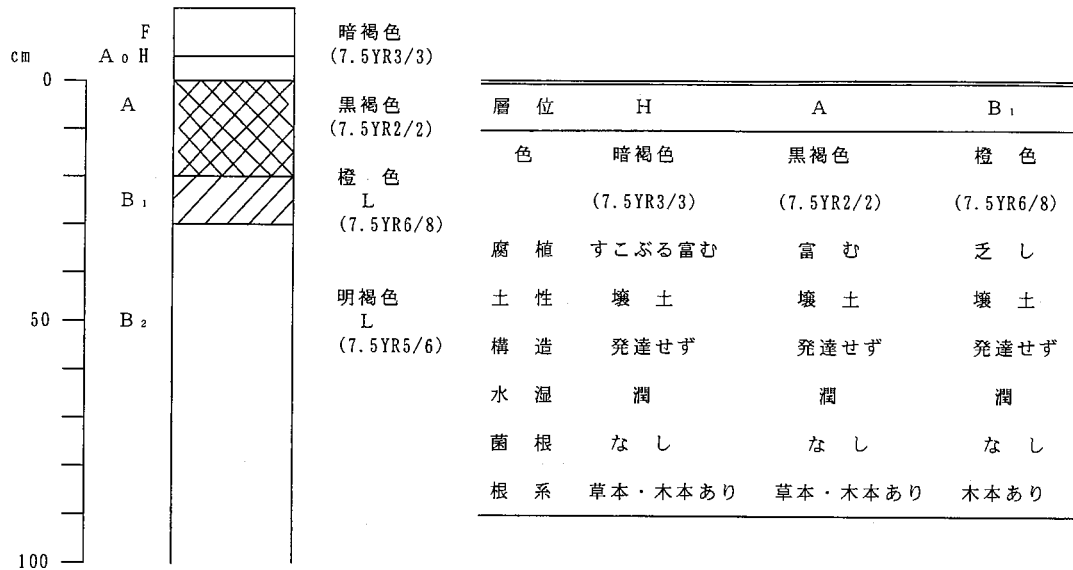 F
cm
A₀ H
暗褐色
(7.5YR3/3)
0
A
黒褐色
(7.5YR2/2)
B₁
橙 色
L
(7.5YR6/8)
50
B₂
明褐色
L
(7.5YR5/6)
100
層 位 H A B₁
色 暗褐色 黒褐色 橙 色
(7.5YR3/3) (7.5YR2/2) (7.5YR6/8)
腐 植 すこぶる富む 富 む 乏 し
土 性 壌 土 壌 土 壌 土
構 造 発達せず 発達せず 発達せず
水 湿 潤 潤 潤
菌 根 な し な し な し
根 系 草本・木本あり 草本・木本あり 木本あり